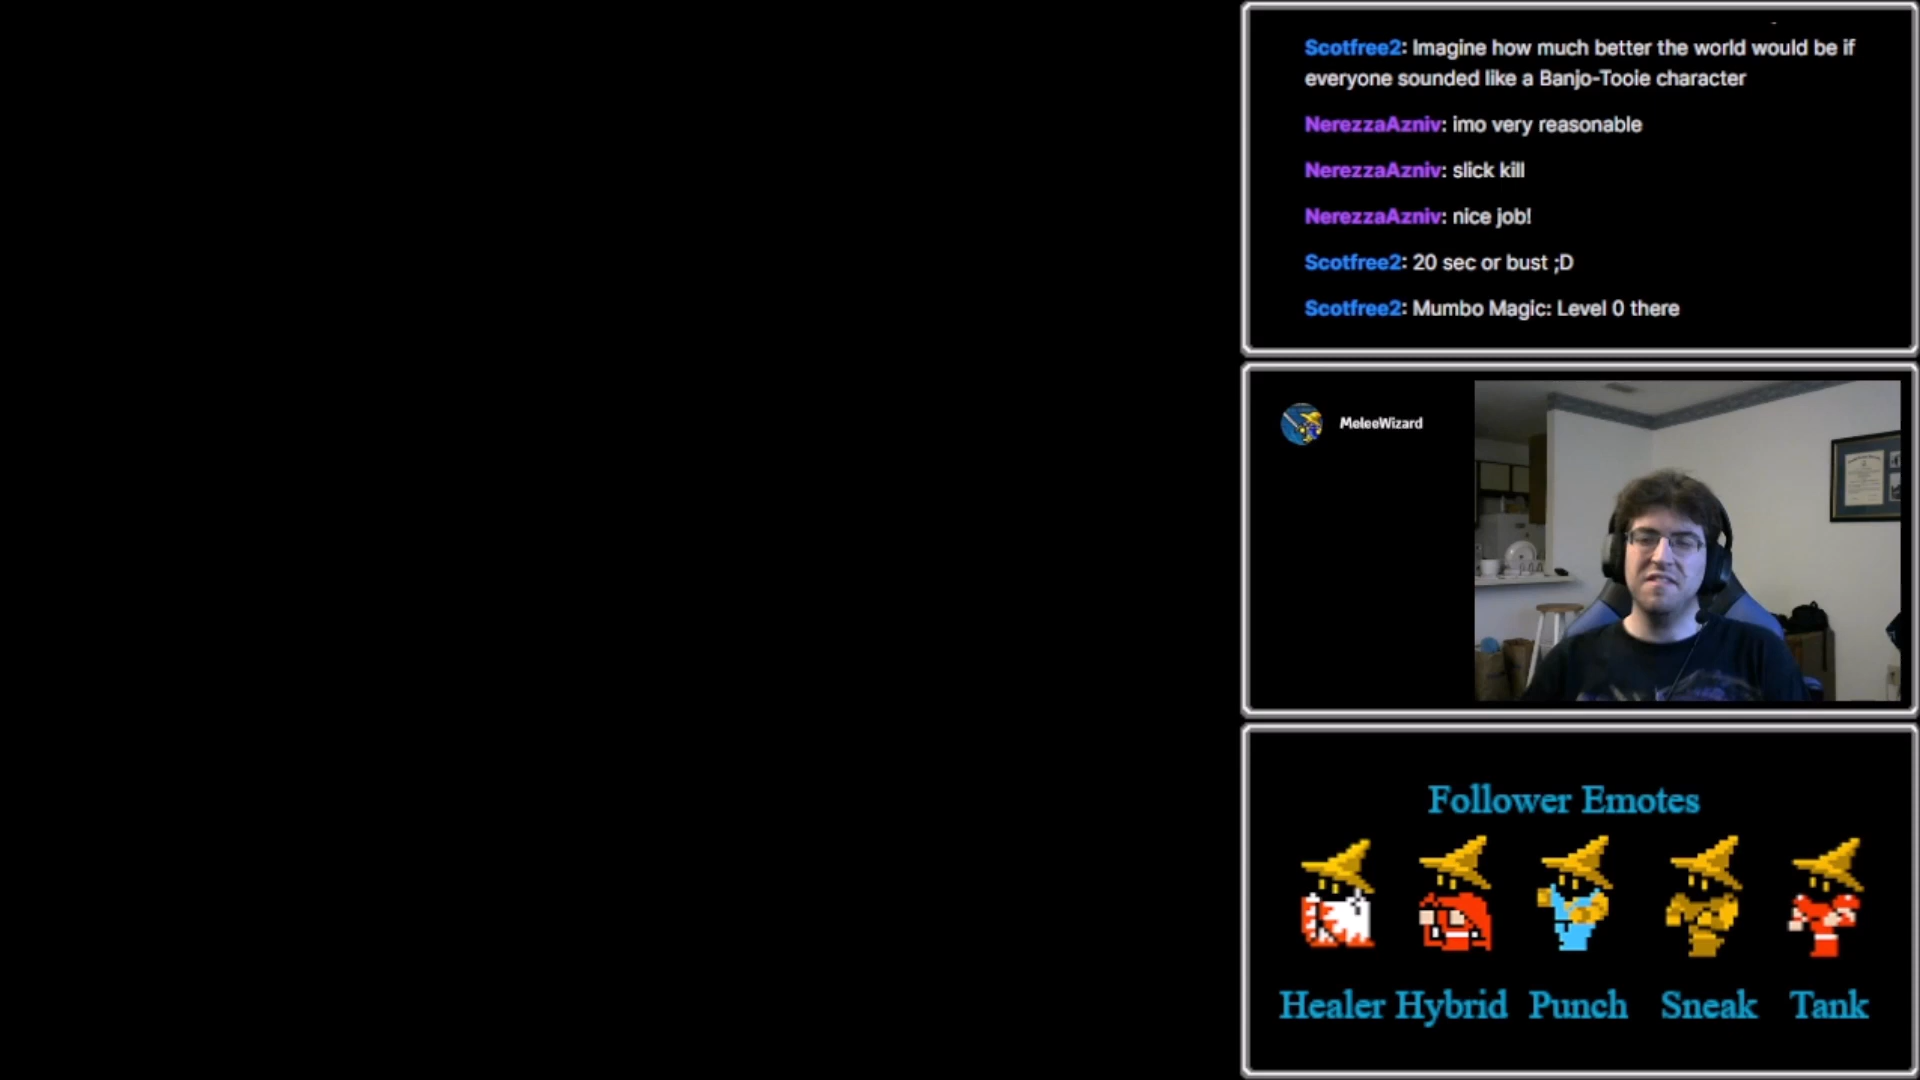 Scotfree2: Imagine how much better the world would be if
everyone sounded like a Banjo-Tooie character
NerezzaAzniv: imo very reasonable
NerezzaAzniv: slick kill
NerezzaAzniv: nice job!
Scotfree2: 20 sec or bust ;D
Scotfree2: Mumbo Magic: Level 0 there
MeleeWizard
Follower Emotes
Healer Hybrid Punch Sneak Tank